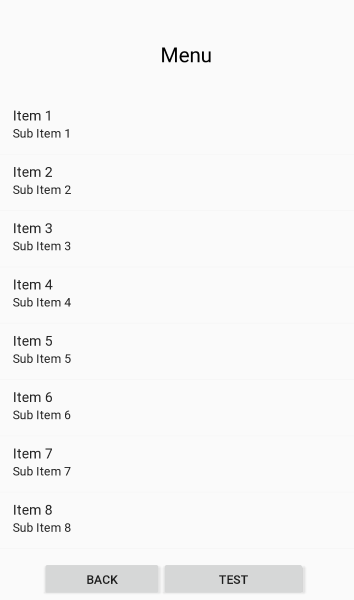 Menu
Item 1
Sub Item 1
Item 2
Sub Item 2
Item 3
Sub Item 3
Item 4
Sub Item 4
Item 5
Sub Item 5
Item 6
Sub Item 6
Item 7
Sub Item 7
Item 8
Sub Item 8
BACK TEST